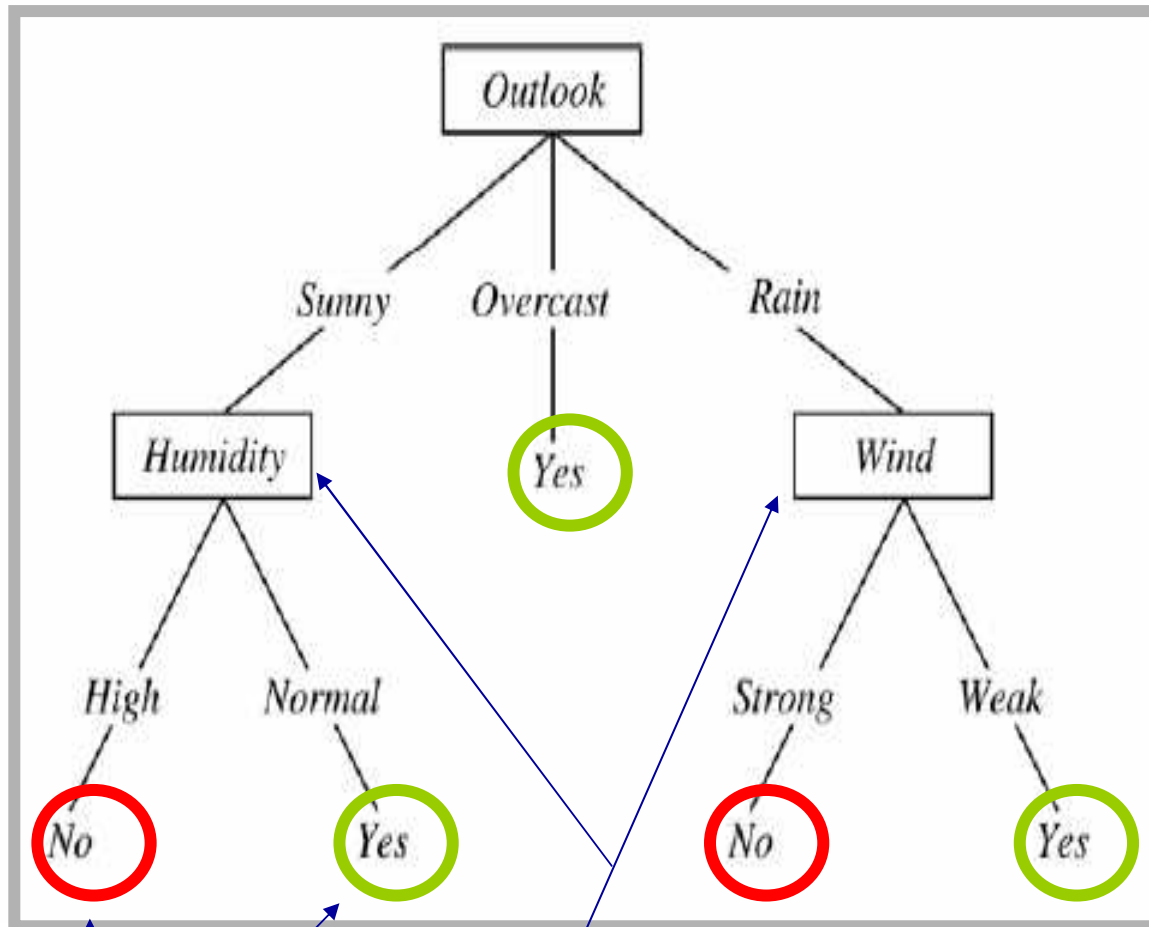 Outlook
Sunny Overcast Rain
Humidity Yes Wind
High Normal Strong Weak
No Yes No Yes